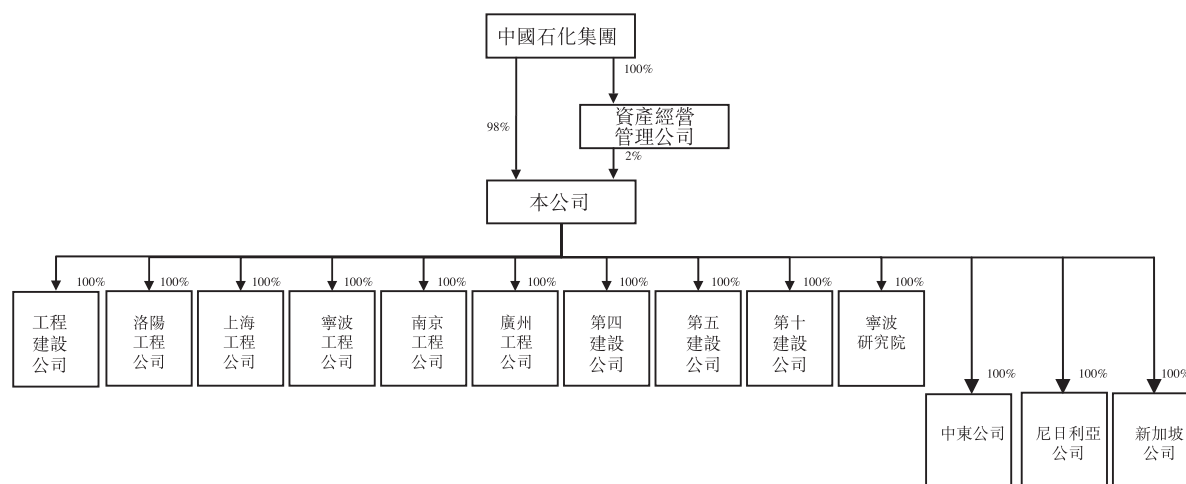 中國石化集團
100%
資產經營
管理公司
98%
2%
本公司
100%
100%
100%
100%
100%
100%
100%
100%
100%
100%
工程
建設
公司
洛陽
工程
公司
上海
工程
公司
寧波
工程
公司
南京
工程
公司
廣州
工程
公司
第四
建設
公司
第五
建設
公司
第十
建設
公司
寧波
研究院
100%
100%
100%
中東公司
尼日利亞
公司
新加坡
公司